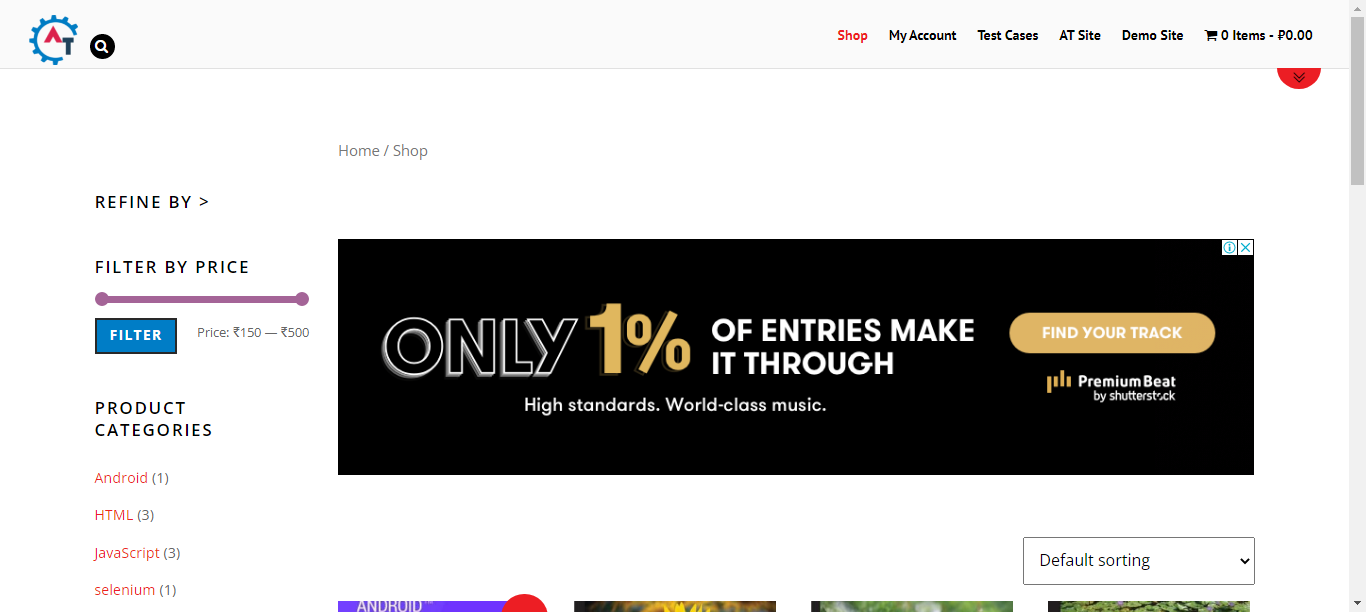 AT
Shop
My Account
Test Cases
AT Site
Demo Site
0 Items - ₽0.00
Home / Shop
REFINE BY >
FILTER BY PRICE
FILTER
Price: ₹150 — ₹500
PRODUCT
CATEGORIES
Android (1)
HTML (3)
JavaScript (3)
selenium (1)
ONLY 1% OF ENTRIES MAKE
IT THROUGH
High standards. World-class music.
FIND YOUR TRACK
PremiumBeat
by shutterstock
Default sorting
ANDROID™